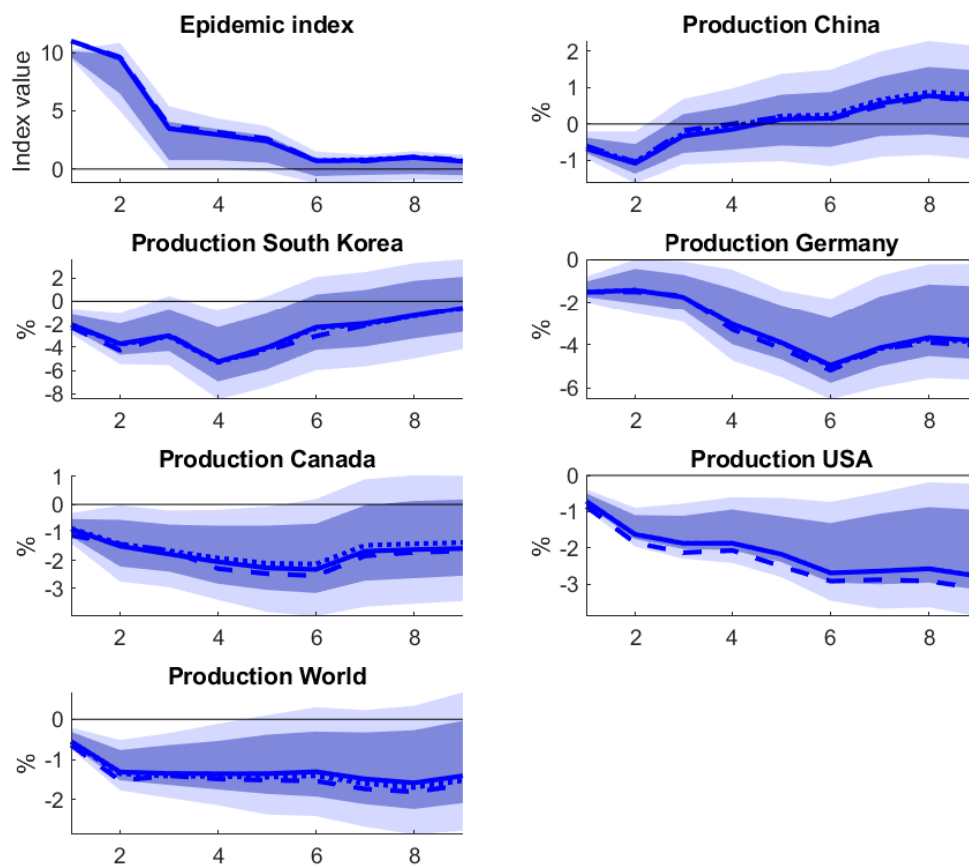 Epidemic index
Index value
10
5
0
2 4 6 8
Production China
%
2
1
0
-1
2 4 6 8
Production South Korea
%
2
0
-2
-4
-6
-8
2 4 6 8
Production Germany
%
0
-2
-4
-6
2 4 6 8
Production Canada
%
1
0
-1
-2
-3
2 4 6 8
Production USA
%
0
-1
-2
-3
2 4 6 8
Production World
%
0
-1
-2
2 4 6 8